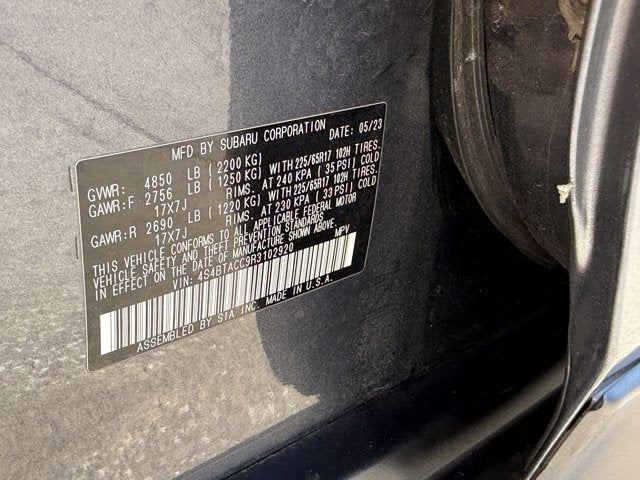 MFD BY SUBARU CORPORATION DATE: 05/23
GVWR: 4850 LB (2200 KG)
GAWR:F 2756 LB (1250 KG) WITH 225/65R17 102H TIRES.
17X7J RIMS. AT 240 KPA (35 PSI) COLD
GAWR:R 2690 LB (1220 KG) WITH 225/65R17 102H TIRES.
17X7J RIMS. AT 230 KPA (33 PSI) COLD
THIS VEHICLE CONFORMS TO ALL APPLICABLE FEDERAL MOTOR
VEHICLE SAFETY AND THEFT PREVENTION STANDARDS
IN EFFECT ON THE DATE OF MANUFACTURE SHOWN ABOVE.
VIN: 4S4BTACC9R3102920 MPV
ASSEMBLED BY SIA INC. MADE IN U.S.A.